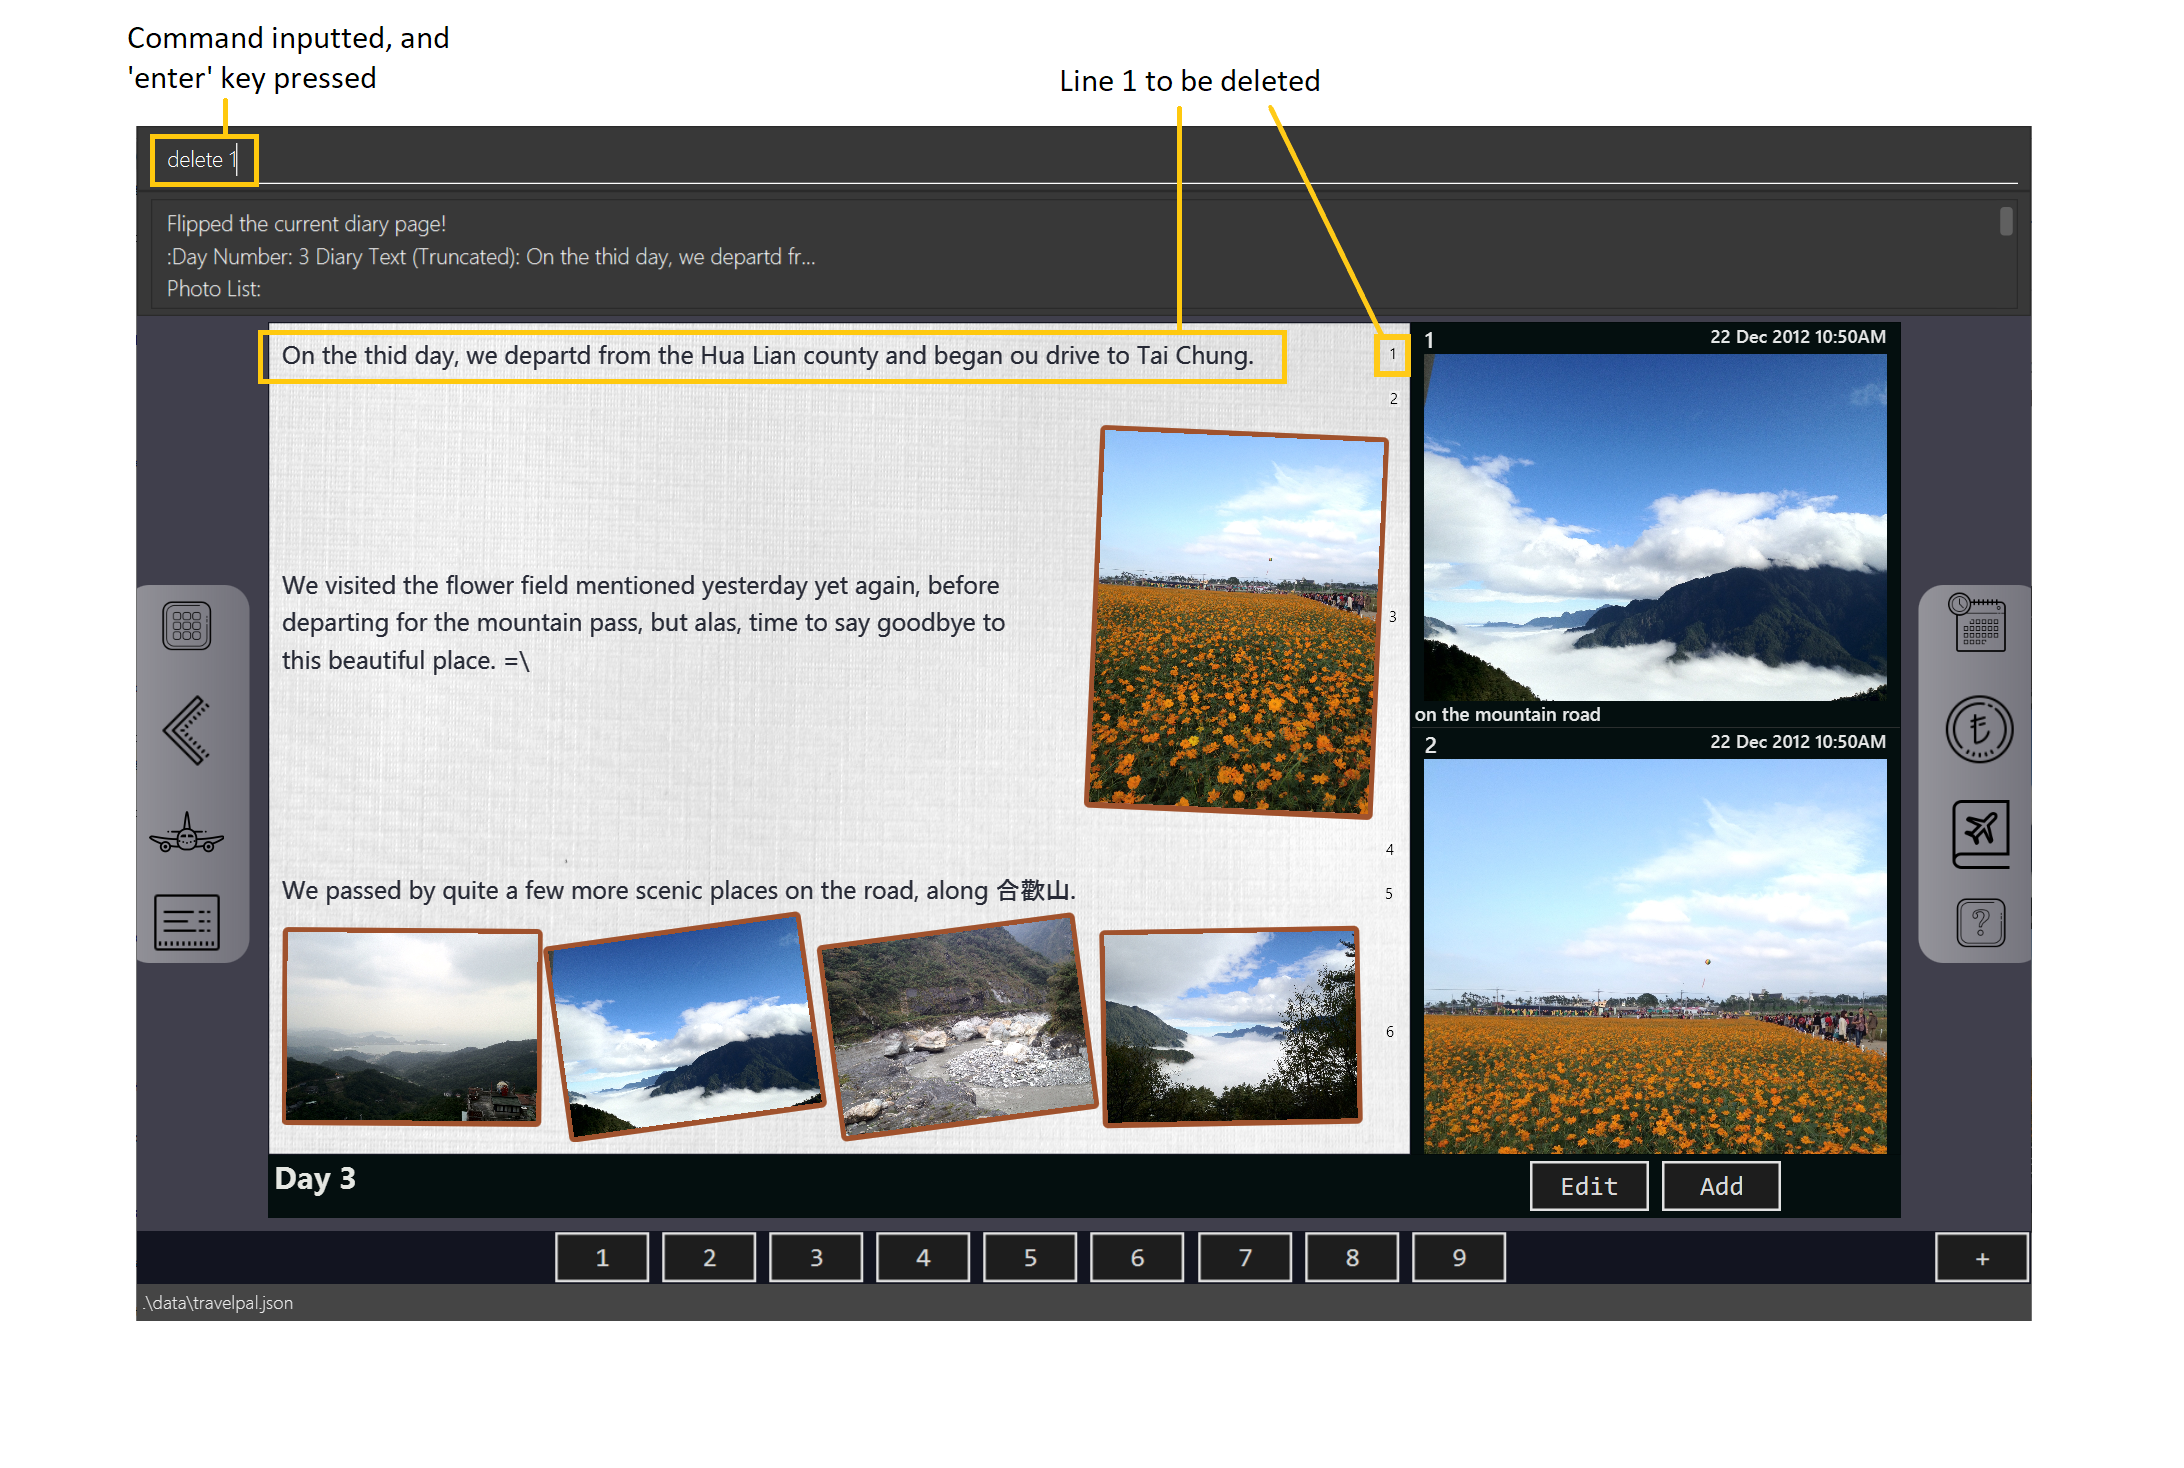 Command inputted, and
'enter' key pressed
Line 1 to be deleted
delete 1
Flipped the current diary page!
:Day Number: 3 Diary Text (Truncated): On the thid day, we departd fr...
Photo List:
On the thid day, we departd from the Hua Lian county and began ou drive to Tai Chung.
1
2
We visited the flower field mentioned yesterday yet again, before
departing for the mountain pass, but alas, time to say goodbye to
this beautiful place. =\
3
4
We passed by quite a few more scenic places on the road, along 合歡山.
5
6
1
22 Dec 2012 10:50AM
on the mountain road
2
22 Dec 2012 10:50AM
?
Day 3
Edit
Add
1
2
3
4
5
6
7
8
9
+
.\data\travelpal.json